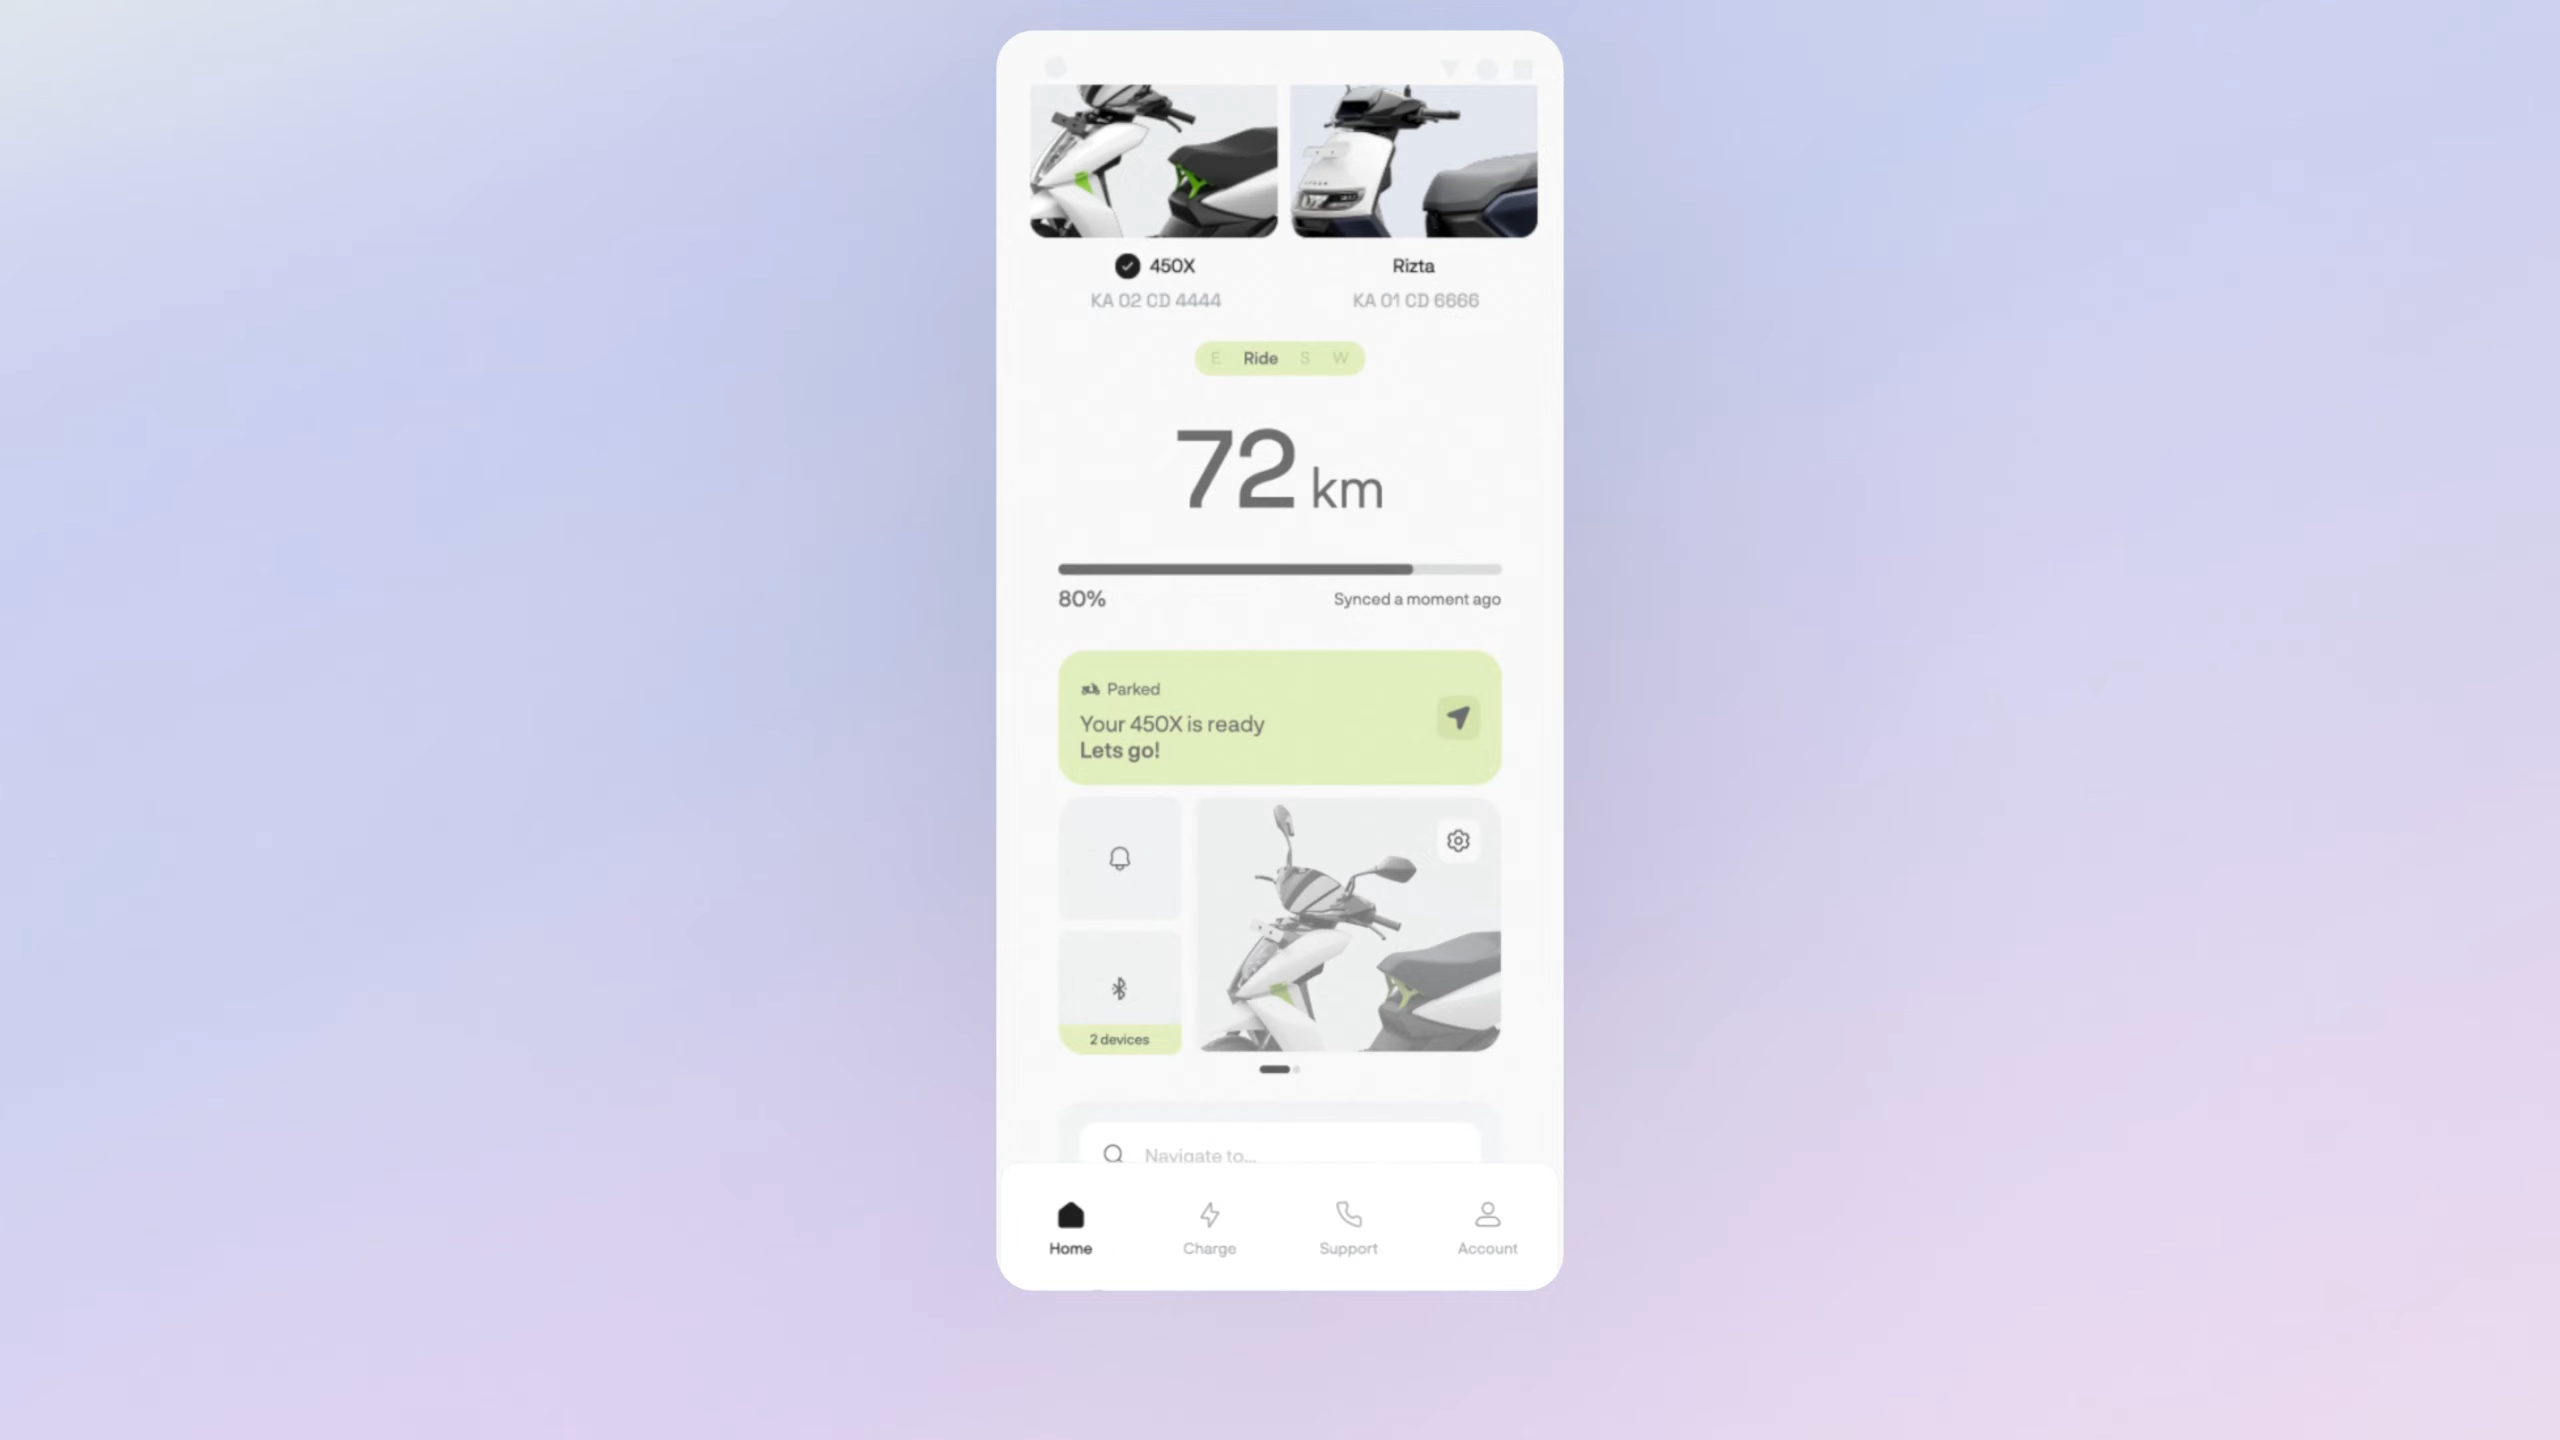 450X
Rizta
KA 02 CD 4444
KA 01 CD 6666
E Ride S W
72 km
80%
Synced a moment ago
Parked
Your 450X is ready
Lets go!
2 devices
Navigate to...
Home
Charge
Support
Account